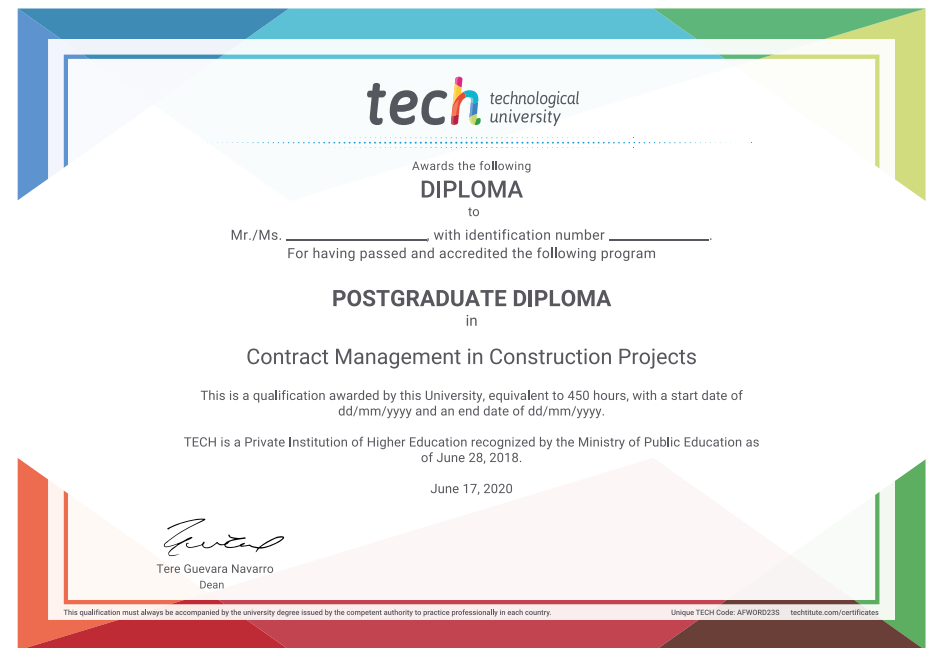 tech technological
university
Awards the following
DIPLOMA
to
Mr./Ms. ____________________, with identification number ______________.
For having passed and accredited the following program
POSTGRADUATE DIPLOMA
in
Contract Management in Construction Projects
This is a qualification awarded by this University, equivalent to 450 hours, with a start date of
dd/mm/yyyy and an end date of dd/mm/yyyy.
TECH is a Private Institution of Higher Education recognized by the Ministry of Public Education as
of June 28, 2018.
June 17, 2020
Tere Guevara Navarro
Dean
This qualification must always be accompanied by the university degree issued by the competent authority to practice professionally in each country.
Unique TECH Code: AFWORD23S techtitute.com/certificates